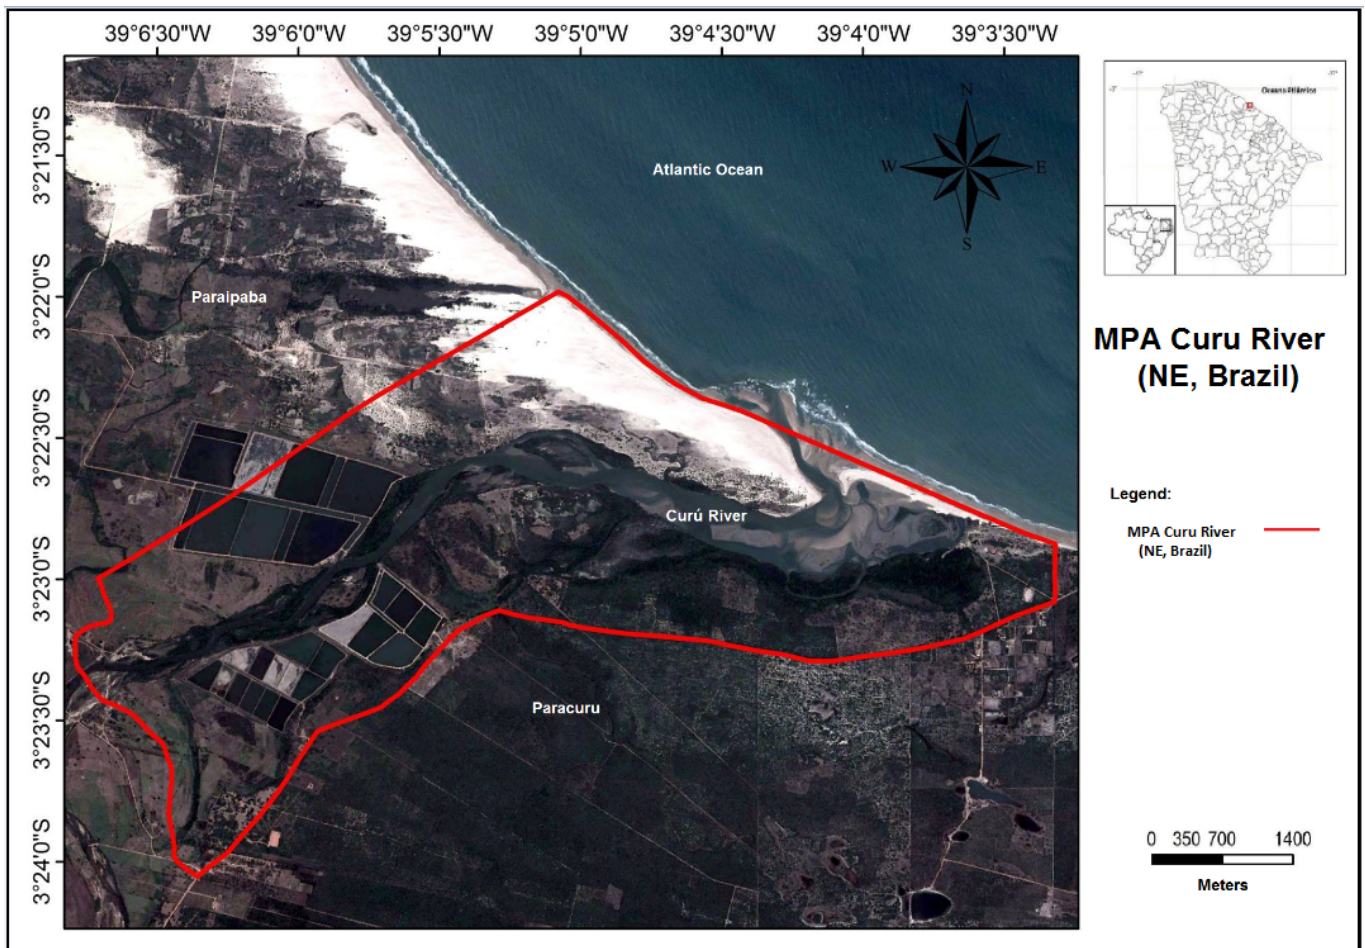 39°6'30"W 39°6'0"W 39°5'30"W 39°5'0"W 39°4'30"W 39°4'0"W 39°3'30"W
3°21'30"S
3°22'0"S
3°22'30"S
3°23'0"S
3°23'30"S
3°24'0"S
N
W
E
S
Atlantic Ocean
Paraipaba
Curú River
Paracuru
Oceano Atlântico
MPA Curu River
(NE, Brazil)
Legend:
MPA Curu River
(NE, Brazil)
0 350 700 1400
Meters